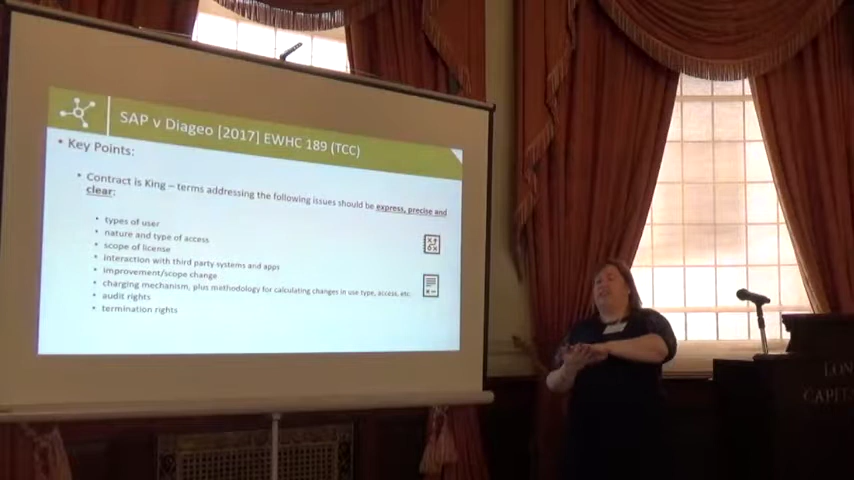 SAP v Diageo [2017] EWHC 189 (TCC)
• Key Points:
• Contract is King – terms addressing the following issues should be express, precise and
clear:
• types of user
• nature and type of access
• scope of license
• interaction with third party systems and apps
• improvement/scope change
• charging mechanism, plus methodology for calculating changes in use type, access, etc.
• audit rights
• termination rights
LON
CAPITAL